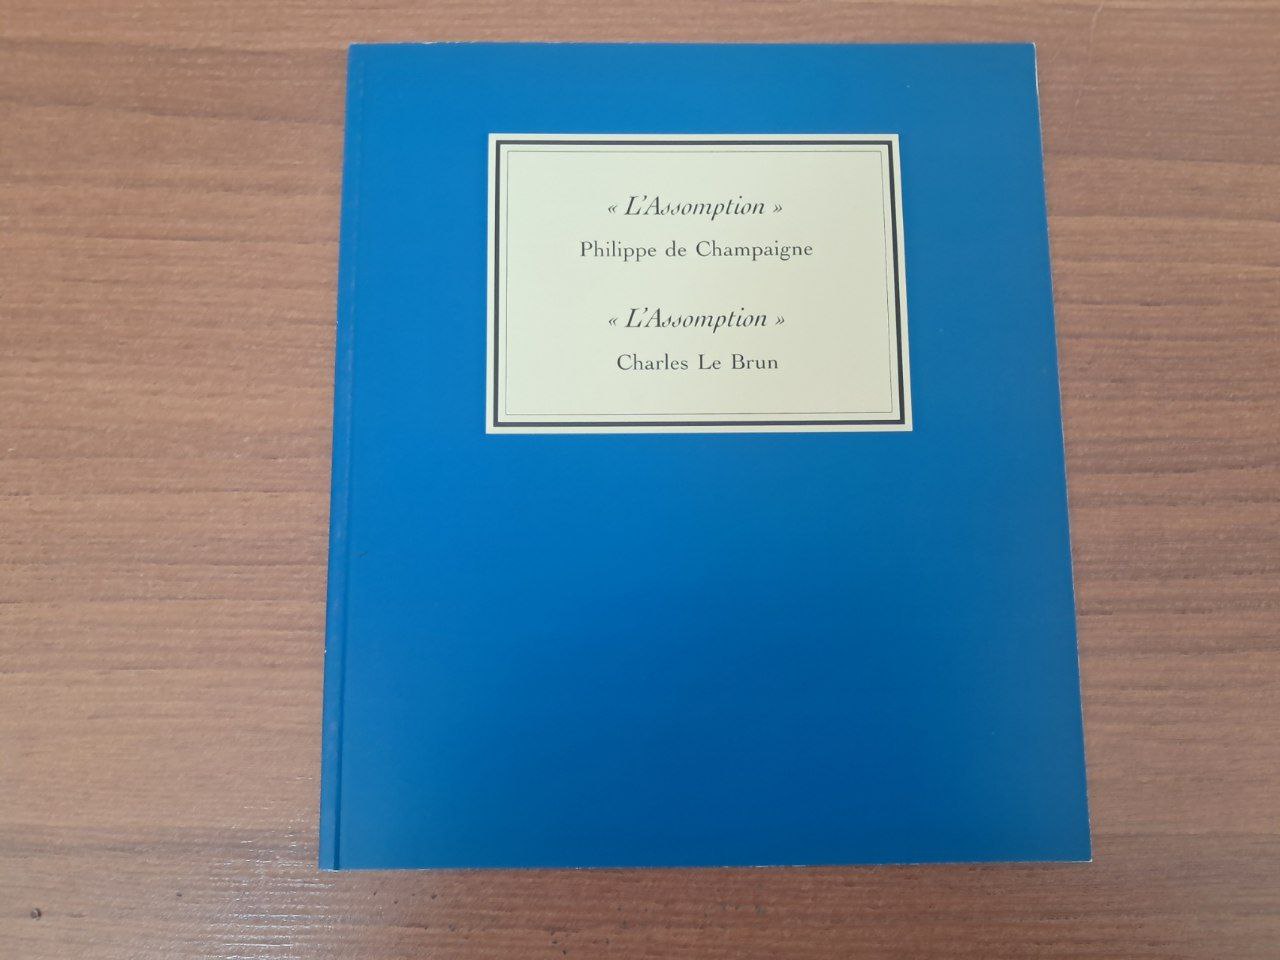 « L'Assomption »
Philippe de Champaigne
« L'Assomption »
Charles Le Brun